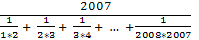 2007
1/1*2 + 1/2*3 + 1/3*4 + ... + 1/2008*2007